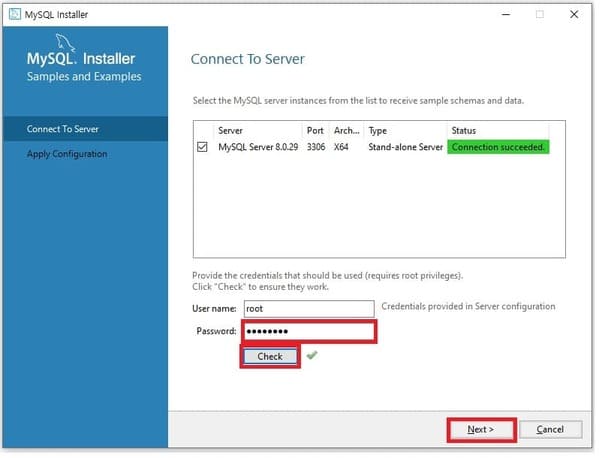 MySQL Installer
MySQL. Installer
Samples and Examples
Connect To Server
Apply Configuration
Connect To Server
Select the MySQL server instances from the list to receive sample schemas and data.
Server Port Arch... Type Status
MySQL Server 8.0.29 3306 X64 Stand-alone Server Connection succeeded.
Provide the credentials that should be used (requires root privileges).
Click "Check" to ensure they work.
User name: root Credentials provided in Server configuration
Password: ●●●●●●●●
Check
Next > Cancel